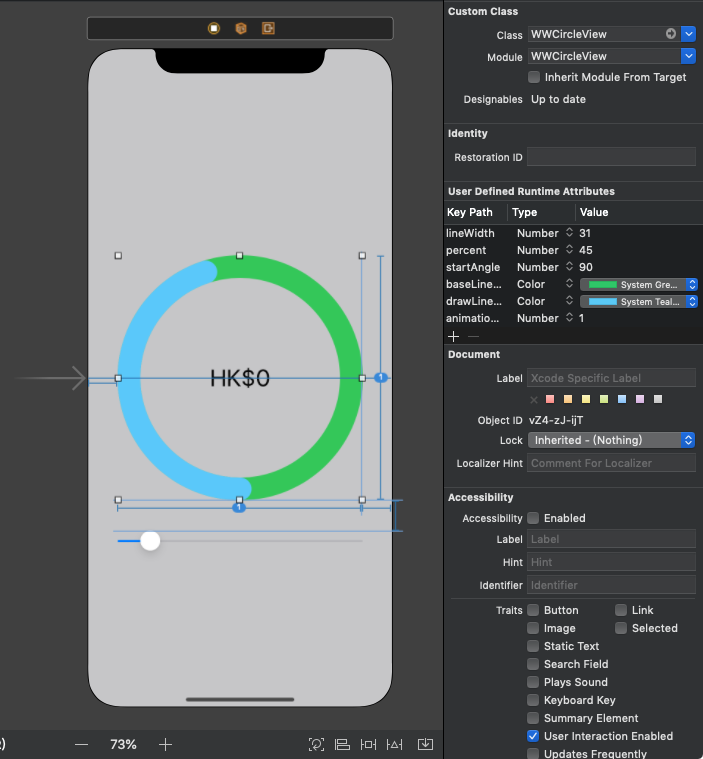 Custom Class
Class WWCircleView
Module WWCircleView
Inherit Module From Target
Designables Up to date
Identity
Restoration ID
User Defined Runtime Attributes
Key Path Type Value
lineWidth Number 31
percent Number 45
startAngle Number 90
baseLine... Color System Gre...
drawLine... Color System Teal...
animatio... Number 1
Document
Label Xcode Specific Label
Object ID vZ4-zJ-ijT
Lock Inherited - (Nothing)
Localizer Hint Comment For Localizer
Accessibility
Accessibility Enabled
Label Label
Hint Hint
Identifier Identifier
Traits Button Link
Image Selected
Static Text
Search Field
Plays Sound
Keyboard Key
Summary Element
User Interaction Enabled
Updates Frequently
HK$0
1
1
) 73%